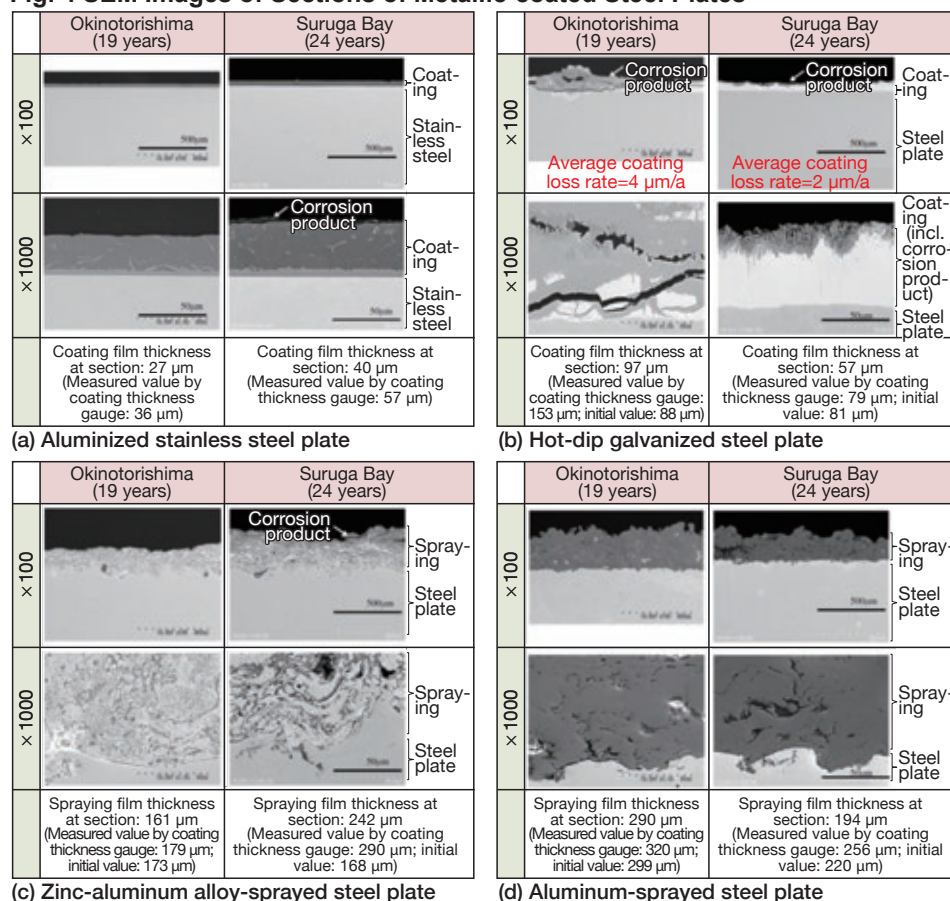 Fig. 4 SEM Images of Sections of Metallic-coated Steel Plates
Okinotorishima
(19 years)
Suruga Bay
(24 years)
×100
500µm
500µm
Coat-
ing
Stain-
less
steel
×1000
Corrosion
product
50µm
50µm
Coat-
ing
Stain-
less
steel
Coating film thickness
at section: 27 µm
(Measured value by
coating thickness
gauge: 36 µm)
Coating film thickness at
section: 40 µm
(Measured value by coating
thickness gauge: 57 µm)
(a) Aluminized stainless steel plate
Okinotorishima
(19 years)
Suruga Bay
(24 years)
×100
Corrosion
product
Average coating
loss rate=4 µm/a
Corrosion
product
500µm
Average coating
loss rate=2 µm/a
Coat-
ing
Steel
plate
×1000
50µm
Coat-
ing
(incl.
corro-
sion
prod-
uct)
Steel
plate
Coating film thickness
at section: 97 µm
(Measured value by
coating thickness gauge:
153 µm; initial value: 88 µm)
Coating film thickness at
section: 57 µm
(Measured value by coating
thickness gauge: 79 µm; initial
value: 81 µm)
(b) Hot-dip galvanized steel plate
Okinotorishima
(19 years)
Suruga Bay
(24 years)
×100
Corrosion
product
500µm
Spray-
ing
Steel
plate
×1000
50µm
Spray-
ing
Steel
plate
Spraying film thickness
at section: 161 µm
(Measured value by coating
thickness gauge: 179 µm;
initial value: 173 µm)
Spraying film thickness at
section: 242 µm
(Measured value by coating
thickness gauge: 290 µm; initial
value: 168 µm)
(c) Zinc-aluminum alloy-sprayed steel plate
Okinotorishima
(19 years)
Suruga Bay
(24 years)
×100
500µm
Spray-
ing
Steel
plate
×1000
50µm
Spray-
ing
Steel
plate
Spraying film thickness
at section: 290 µm
(Measured value by coating
thickness gauge: 320 µm;
initial value: 299 µm)
Spraying film thickness at
section: 194 µm
(Measured value by coating
thickness gauge: 256 µm; initial
value: 220 µm)
(d) Aluminum-sprayed steel plate